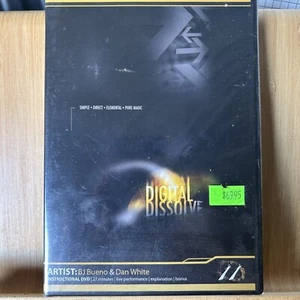 SIMPLE • DIRECT • ELEMENTAL • PURE MAGIC
DIGITAL
DISSOLVE
ARTIST: BJ Bueno & Dan White
INSTRUCTIONAL DVD | 27 minutes | live performance | explanation | bonus